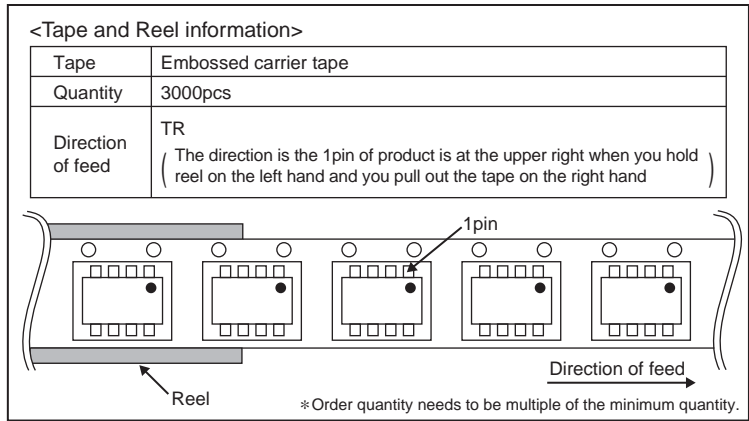 <Tape and Reel information>
Tape Embossed carrier tape
Quantity 3000pcs
Direction of feed TR
( The direction is the 1pin of product is at the upper right when you hold
reel on the left hand and you pull out the tape on the right hand )
1pin
Direction of feed
Reel
∗Order quantity needs to be multiple of the minimum quantity.